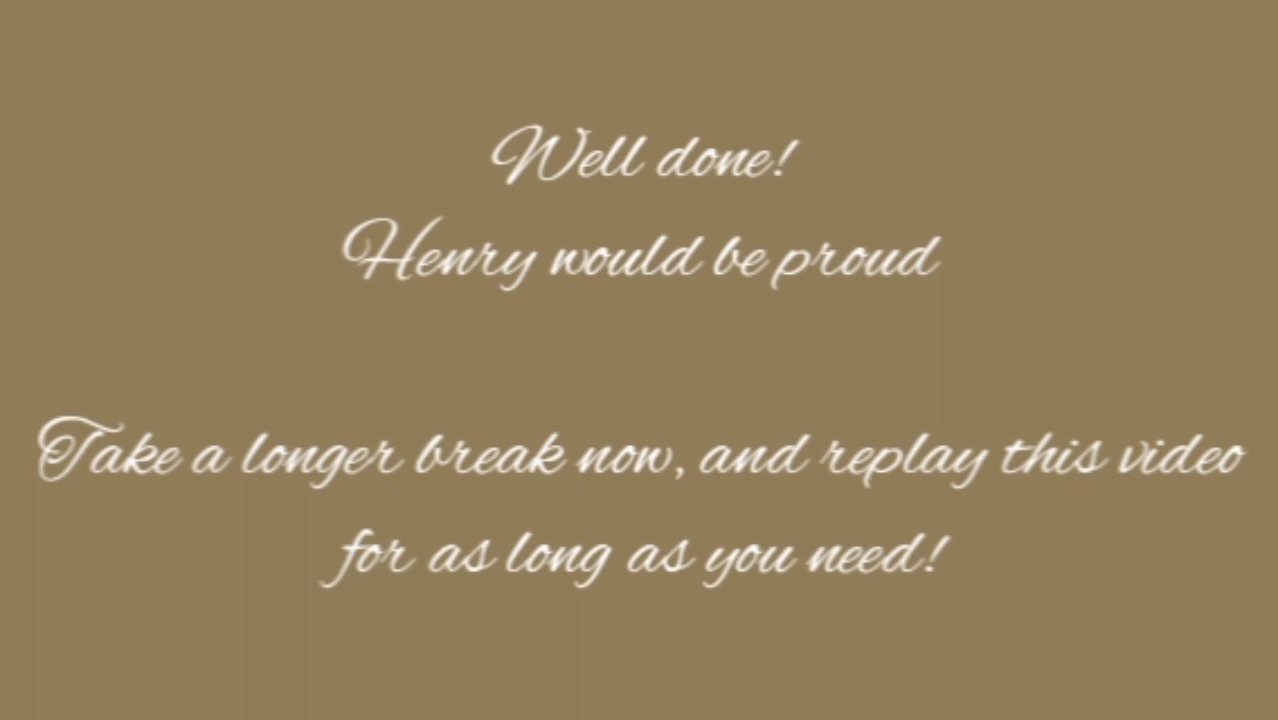 Well done!
Henry would be proud
Take a longer break now, and replay this video
for as long as you need!